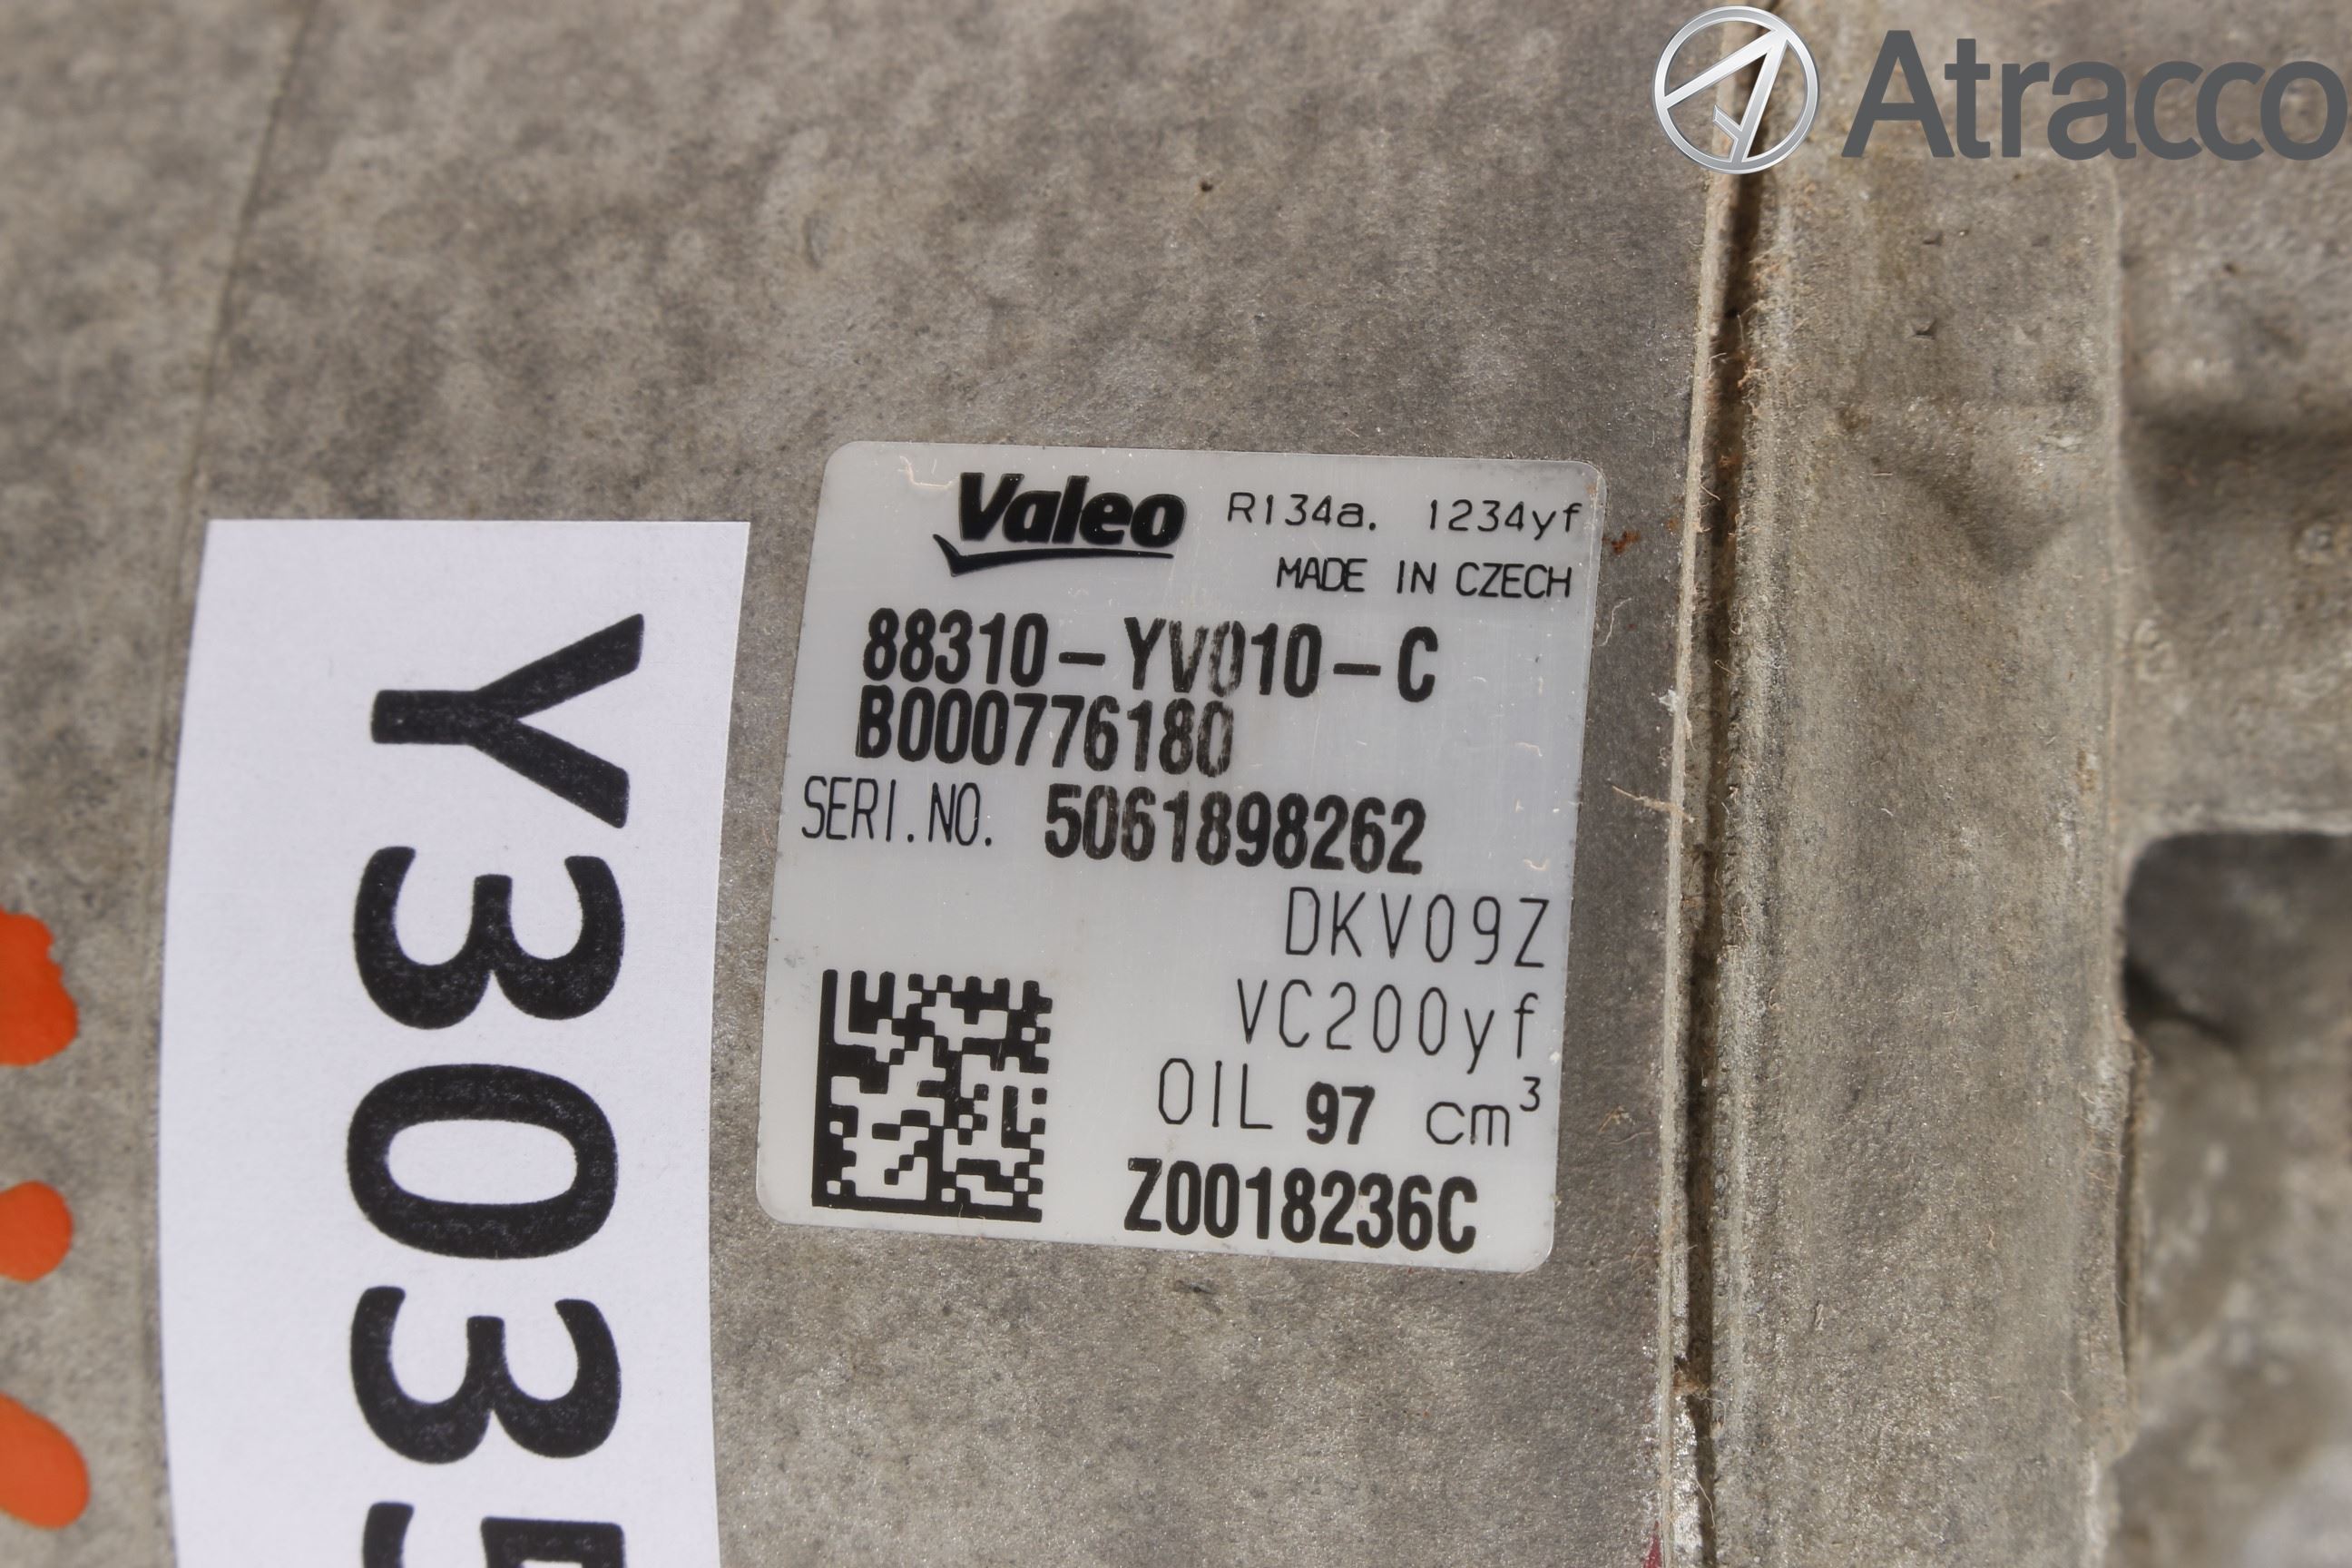 Atracco
Valeo R134a. 1234yf
MADE IN CZECH
88310-YV010-C
B000776180
SERI.NO. 5061898262
DKV09Z
VC200yf
OIL 97 cm³
Z0018236C
Y3035